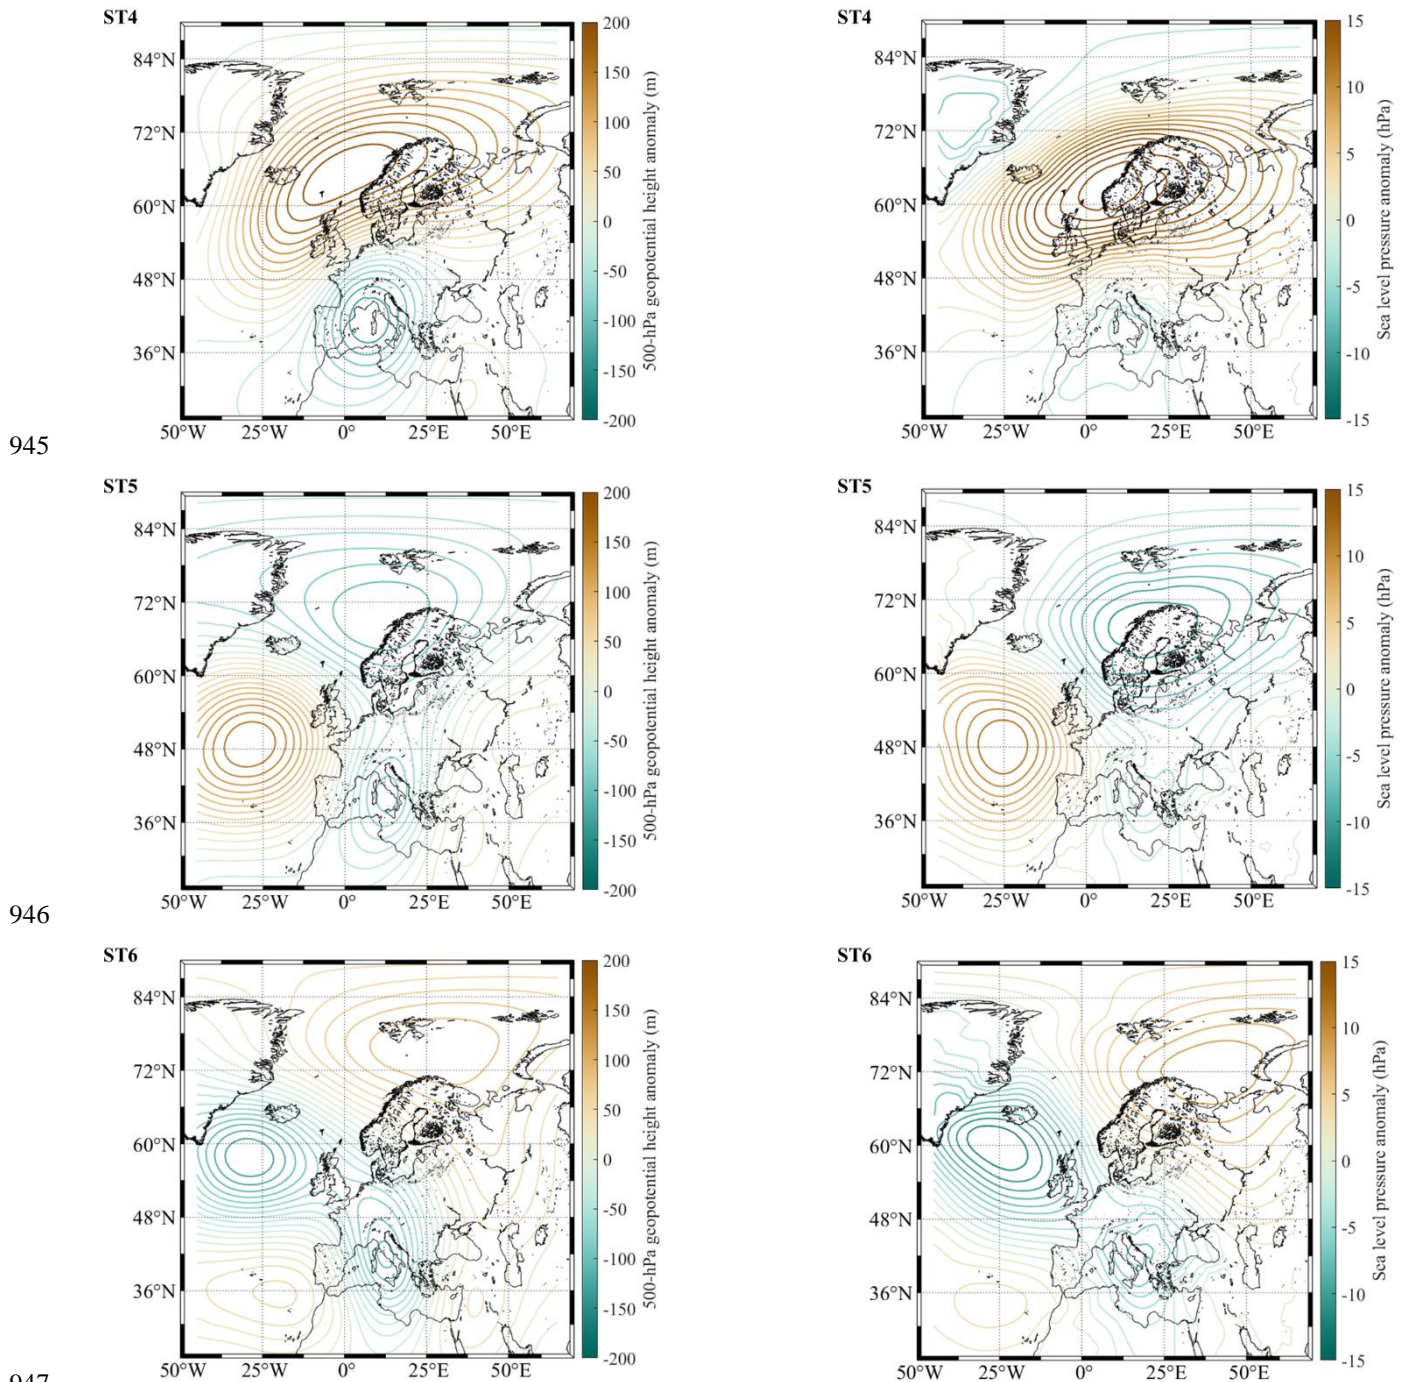 ST4
84°N
72°N
60°N
48°N
36°N
50°W 25°W 0° 25°E 50°E
200
150
100
50
0
-50
-100
-150
-200
500-hPa geopotential height anomaly (m)
ST4
84°N
72°N
60°N
48°N
36°N
50°W 25°W 0° 25°E 50°E
15
10
5
0
-5
-10
-15
Sea level pressure anomaly (hPa)
945
ST5
84°N
72°N
60°N
48°N
36°N
50°W 25°W 0° 25°E 50°E
200
150
100
50
0
-50
-100
-150
-200
500-hPa geopotential height anomaly (m)
ST5
84°N
72°N
60°N
48°N
36°N
50°W 25°W 0° 25°E 50°E
15
10
5
0
-5
-10
-15
Sea level pressure anomaly (hPa)
946
ST6
84°N
72°N
60°N
48°N
36°N
50°W 25°W 0° 25°E 50°E
200
150
100
50
0
-50
-100
-150
-200
500-hPa geopotential height anomaly (m)
ST6
84°N
72°N
60°N
48°N
36°N
50°W 25°W 0° 25°E 50°E
15
10
5
0
-5
-10
-15
Sea level pressure anomaly (hPa)
947